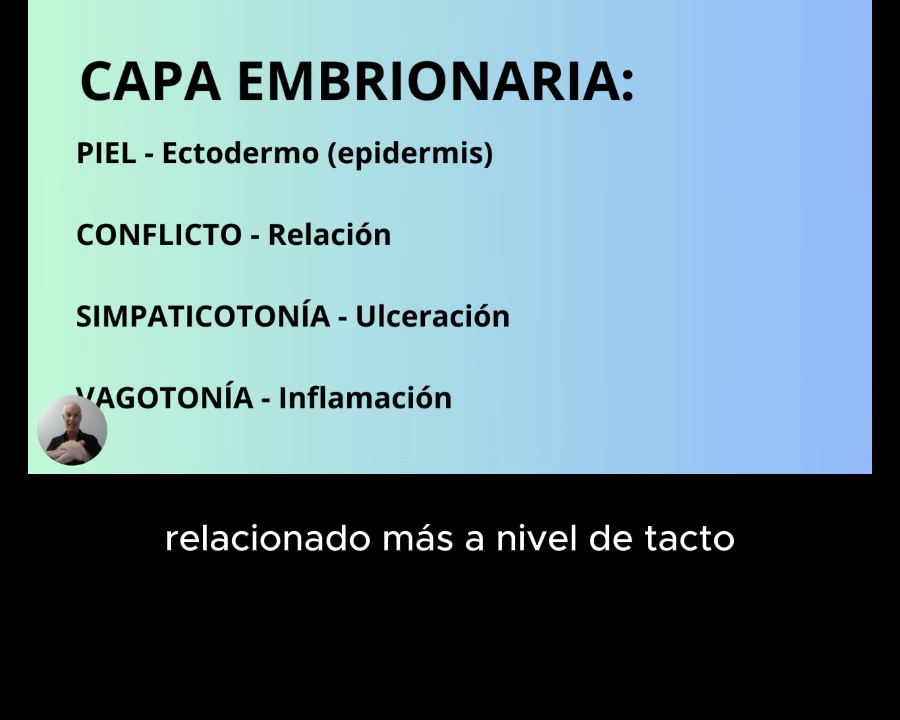 CAPA EMBRIONARIA:
PIEL - Ectodermo (epidermis)
CONFLICTO - Relación
SIMPATICOTONÍA - Ulceración
VAGOTONÍA - Inflamación
relacionado más a nivel de tacto